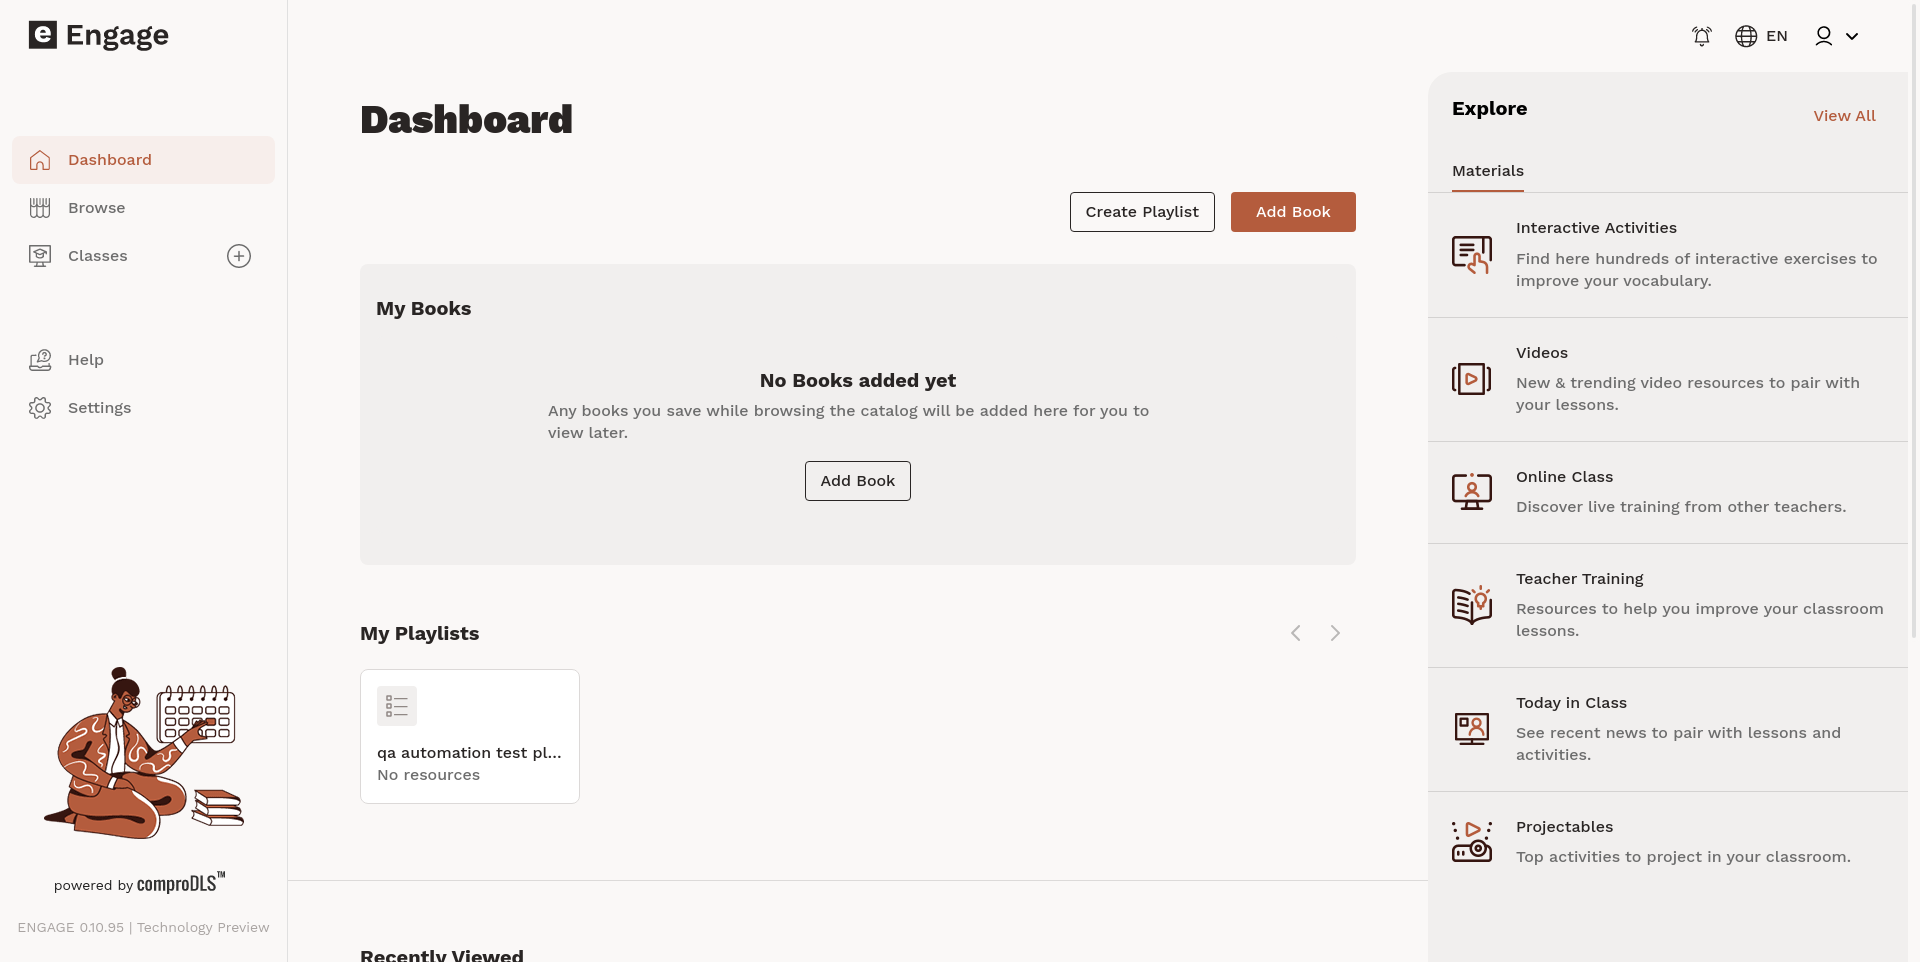 e Engage
EN
Dashboard
Browse
Classes
Help
Settings
powered by comproDLS™
ENGAGE 0.10.95 | Technology Preview
Dashboard
Create Playlist
Add Book
My Books
No Books added yet
Any books you save while browsing the catalog will be added here for you to
view later.
Add Book
My Playlists
qa automation test pl...
No resources
Recently Viewed
Explore
View All
Materials
Interactive Activities
Find here hundreds of interactive exercises to
improve your vocabulary.
Videos
New & trending video resources to pair with
your lessons.
Online Class
Discover live training from other teachers.
Teacher Training
Resources to help you improve your classroom
lessons.
Today in Class
See recent news to pair with lessons and
activities.
Projectables
Top activities to project in your classroom.